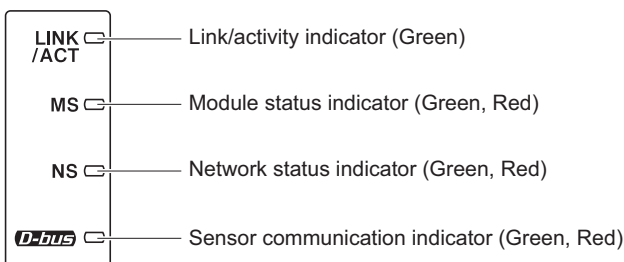 LINK
/ACT
Link/activity indicator (Green)
MS
Module status indicator (Green, Red)
NS
Network status indicator (Green, Red)
D-bus
Sensor communication indicator (Green, Red)